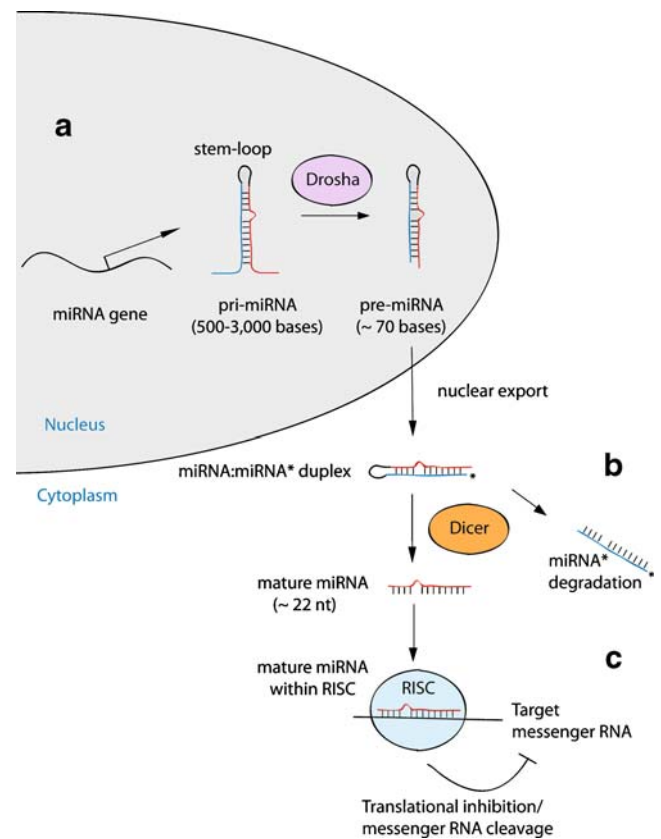 a
stem-loop
Drosha
miRNA gene
pri-miRNA
(500-3,000 bases)
pre-miRNA
(~ 70 bases)
nuclear export
Nucleus
Cytoplasm
miRNA:miRNA* duplex
*
b
Dicer
miRNA*
degradation
*
mature miRNA
(~ 22 nt)
c
mature miRNA
within RISC
RISC
Target
messenger RNA
Translational inhibition/
messenger RNA cleavage